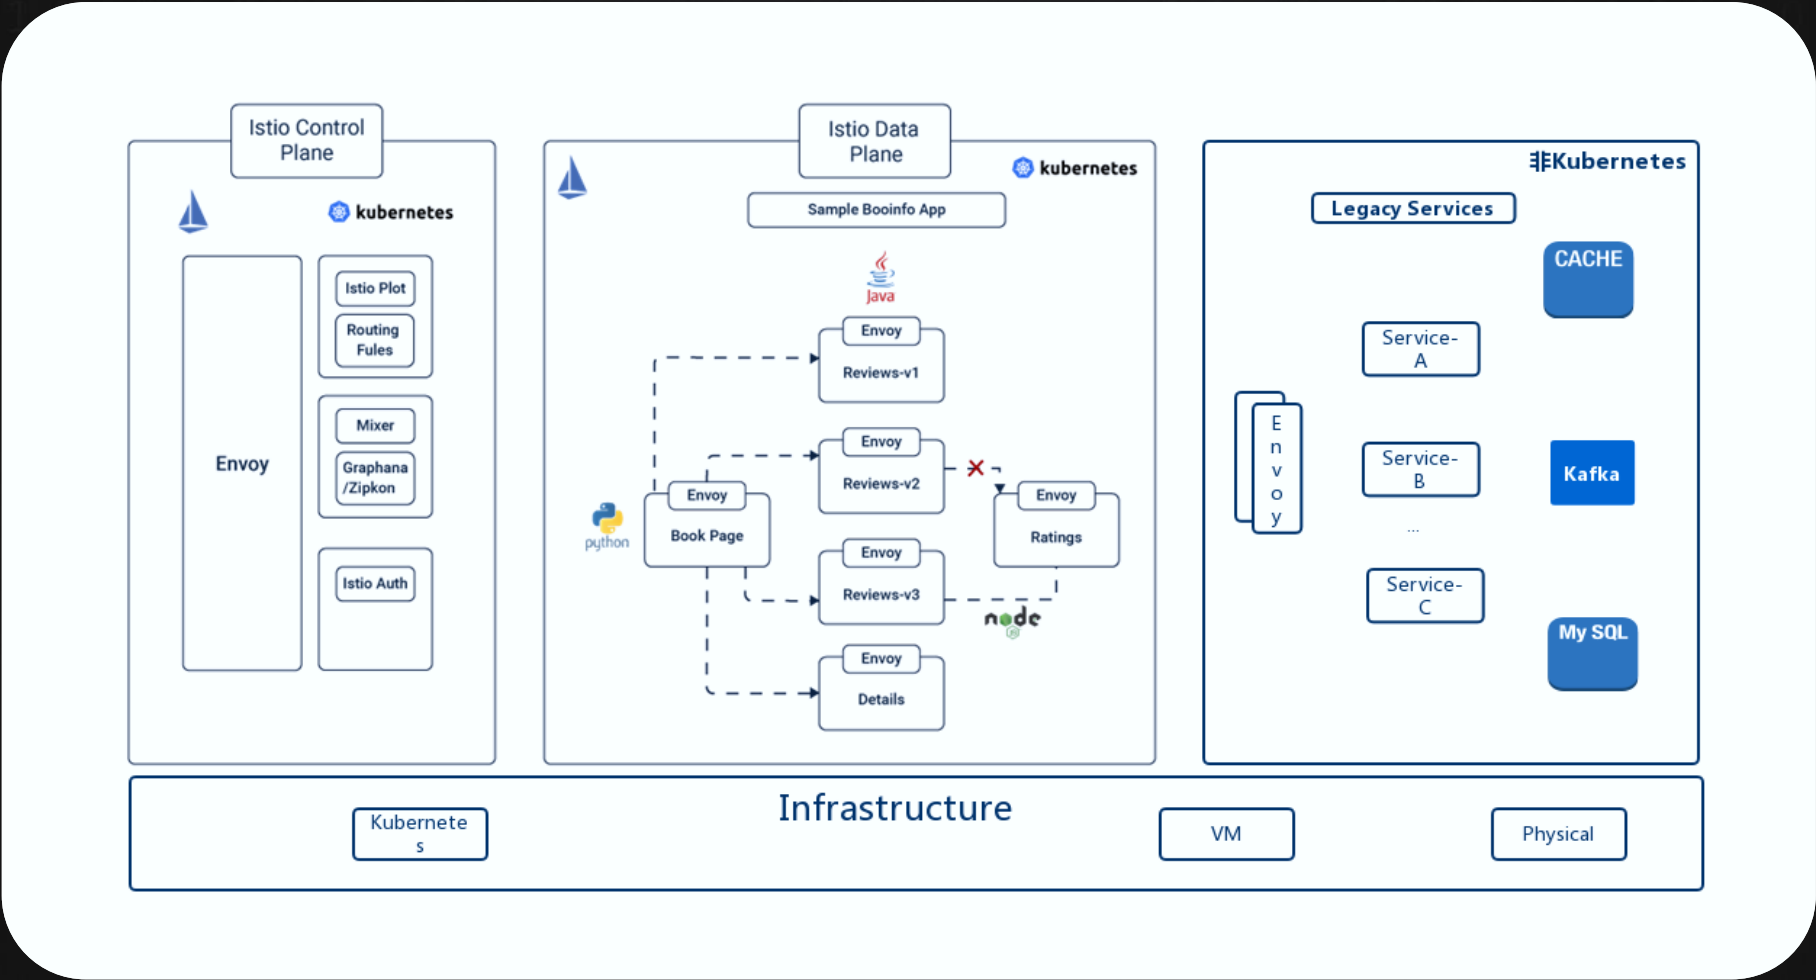 Istio Control
Plane
kubernetes
Envoy
Istio Plot
Routing
Fules
Mixer
Graphana
/Zipkon
Istio Auth
Istio Data
Plane
kubernetes
Sample Booinfo App
Java
Envoy
Reviews-v1
Envoy
Reviews-v2
python
Envoy
Book Page
Envoy
Ratings
Envoy
Reviews-v3
node
JS
Envoy
Details
Kubernetes
Legacy Services
CACHE
Service-
A
E
n
v
o
y
Service-
B
Kafka
...
Service-
C
My SQL
Infrastructure
Kubernete
s
VM
Physical